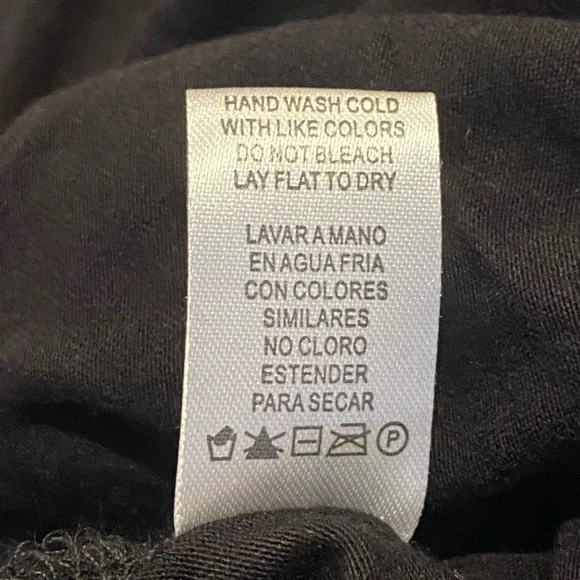 HAND WASH COLD
WITH LIKE COLORS
DO NOT BLEACH
LAY FLAT TO DRY
LAVAR A MANO
EN AGUA FRIA
CON COLORES
SIMILARES
NO CLORO
ESTENDER
PARA SECAR
P